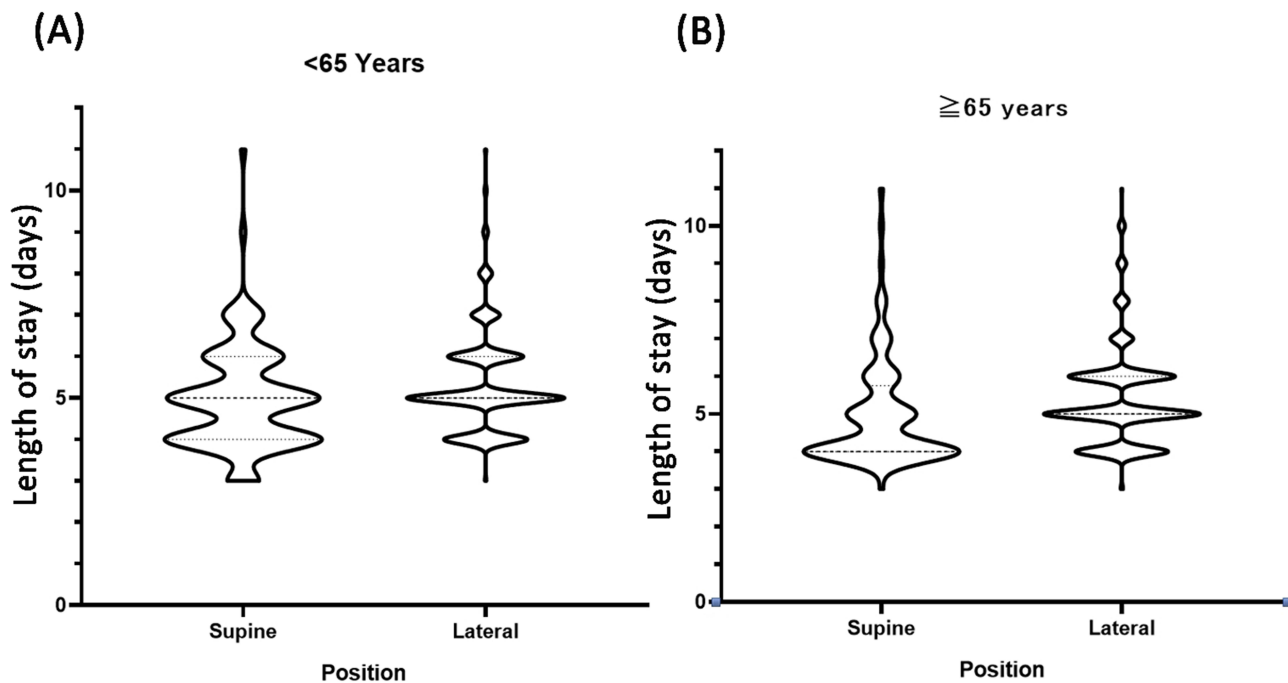 (A)
<65 Years
Length of stay (days)
10
5
0
Supine
Lateral
Position
(B)
≧65 years
Length of stay (days)
10
5
0
Supine
Lateral
Position